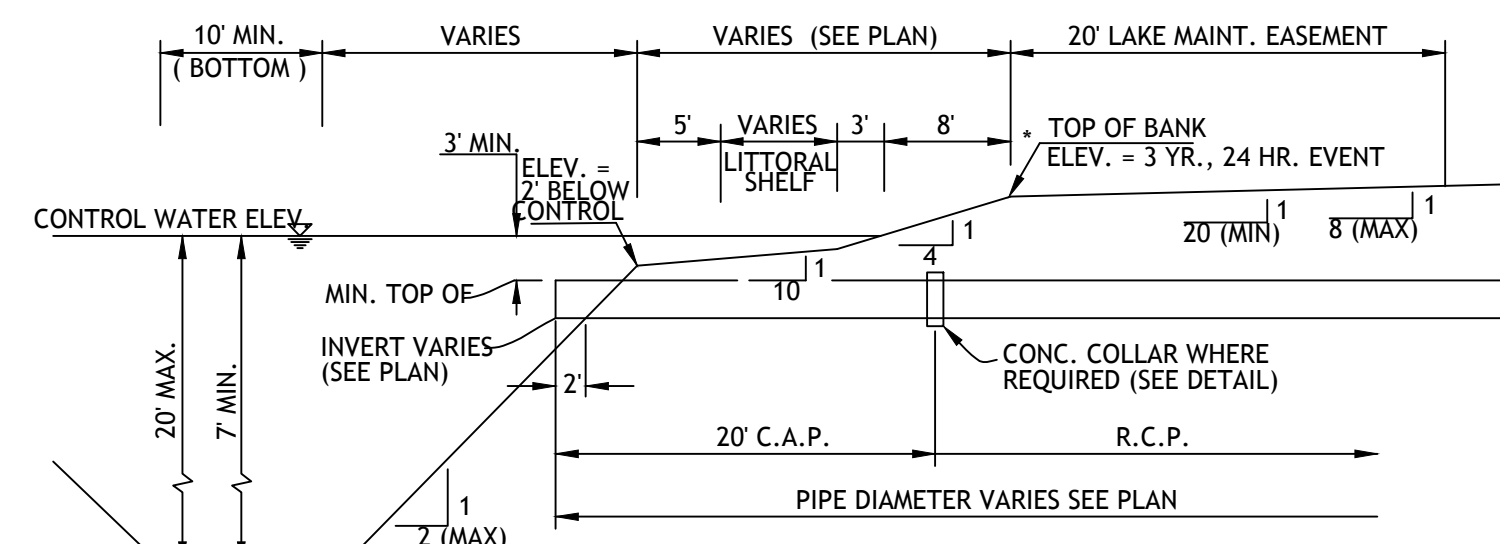 10' MIN.
( BOTTOM )
VARIES
VARIES (SEE PLAN)
20' LAKE MAINT. EASEMENT
3' MIN.
5'
VARIES
LITTORAL
SHELF
3'
8'
* TOP OF BANK
ELEV. = 3 YR., 24 HR. EVENT
ELEV. =
2' BELOW
CONTROL
CONTROL WATER ELEV.
1
20 (MIN)
1
8 (MAX)
1
4
1
10
MIN. TOP OF
INVERT VARIES
(SEE PLAN)
2'
CONC. COLLAR WHERE
REQUIRED (SEE DETAIL)
20' MAX.
7' MIN.
20' C.A.P.
R.C.P.
PIPE DIAMETER VARIES SEE PLAN
1
2 (MAX)